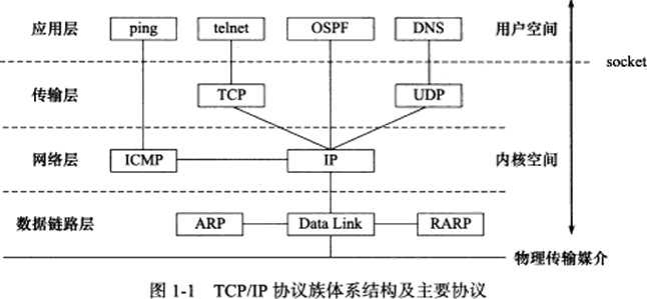 应用层 ping telnet OSPF DNS 用户空间
socket
传输层 TCP UDP
网络层 ICMP IP 内核空间
数据链路层 ARP Data Link RARP
物理传输媒介
图 1-1 TCP/IP 协议族体系结构及主要协议